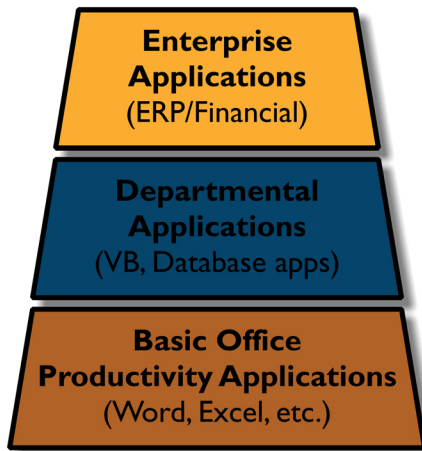 Enterprise
Applications
(ERP/Financial)
Departmental
Applications
(VB, Database apps)
Basic Office
Productivity Applications
(Word, Excel, etc.)